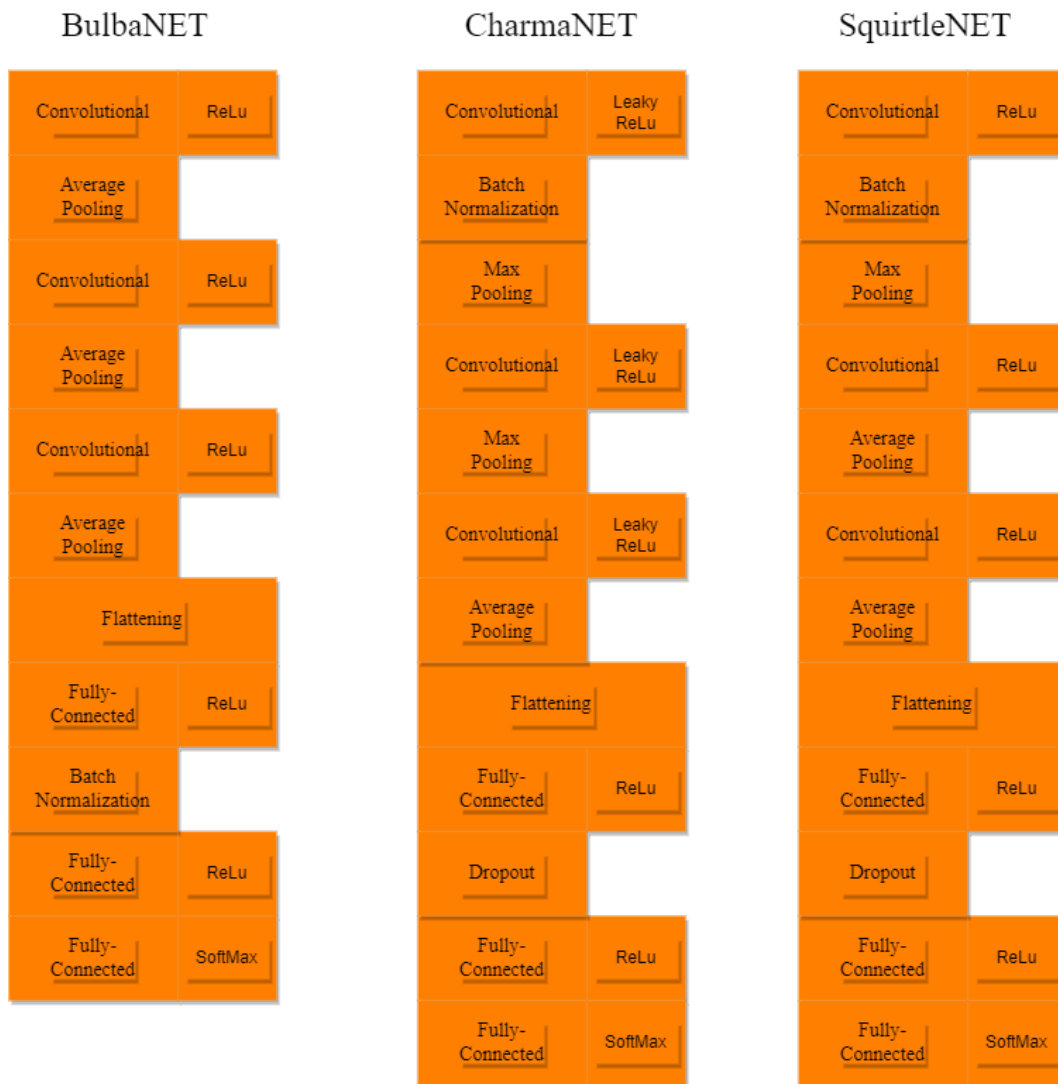 BulbaNET
Convolutional
ReLu
Average
Pooling
Convolutional
ReLu
Average
Pooling
Convolutional
ReLu
Average
Pooling
Flattening
Fully-
Connected
ReLu
Batch
Normalization
Fully-
Connected
ReLu
Fully-
Connected
SoftMax
CharmaNET
Convolutional
Leaky
ReLu
Batch
Normalization
Max
Pooling
Convolutional
Leaky
ReLu
Max
Pooling
Convolutional
Leaky
ReLu
Average
Pooling
Flattening
Fully-
Connected
ReLu
Dropout
Fully-
Connected
ReLu
Fully-
Connected
SoftMax
SquirtleNET
Convolutional
ReLu
Batch
Normalization
Max
Pooling
Convolutional
ReLu
Average
Pooling
Convolutional
ReLu
Average
Pooling
Flattening
Fully-
Connected
ReLu
Dropout
Fully-
Connected
ReLu
Fully-
Connected
SoftMax